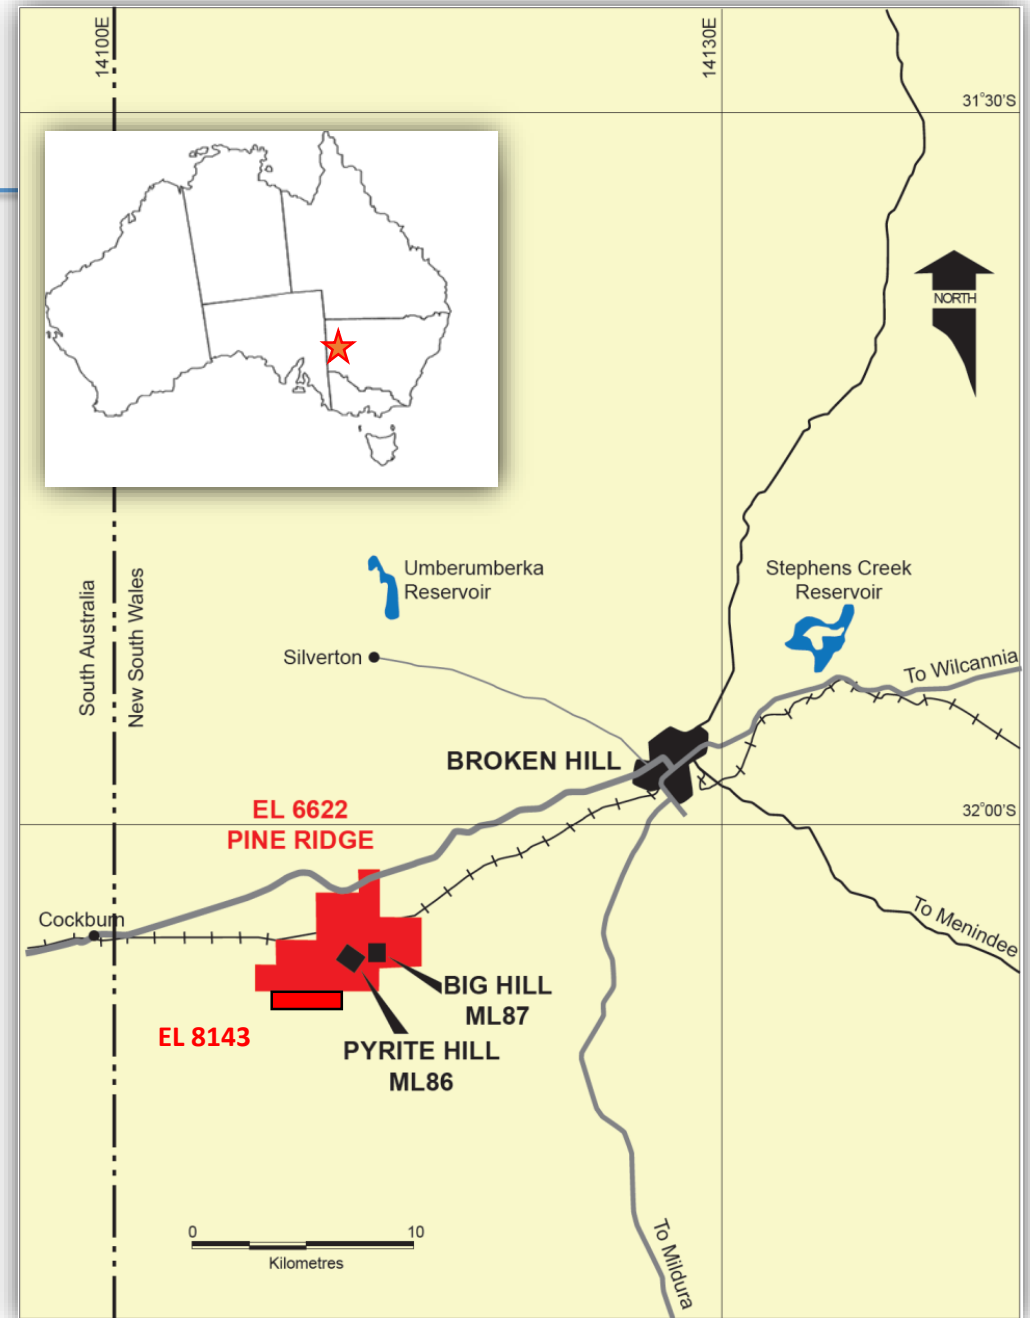 14100E
14130E
31°30'S
NORTH
Umberumberka
Reservoir
Stephens Creek
Reservoir
South Australia
New South Wales
Silverton
To Wilcannia
BROKEN HILL
EL 6622
PINE RIDGE
32°00'S
Cockburn
To Menindee
BIG HILL
ML87
EL 8143
PYRITE HILL
ML86
0 10
Kilometres
To Mildura